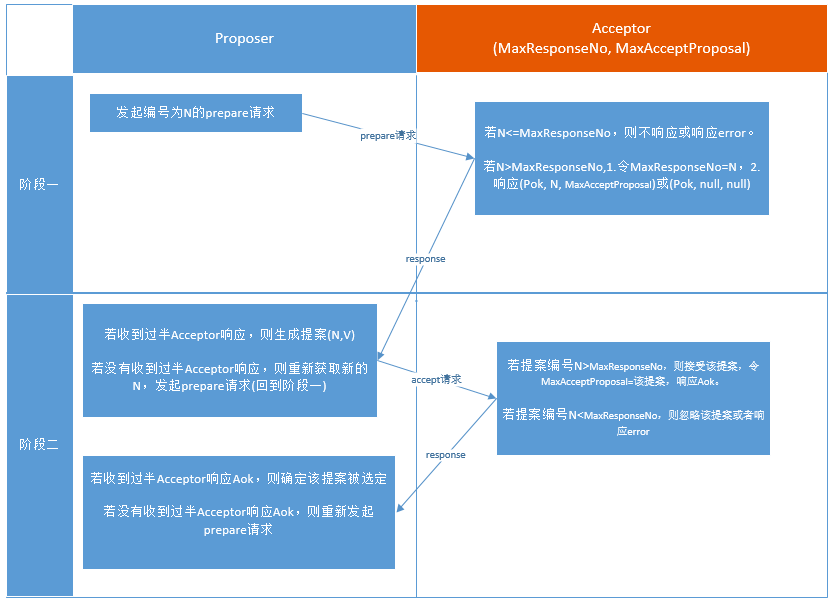 Proposer
Acceptor
(MaxResponseNo, MaxAcceptProposal)
阶段一
发起编号为N的prepare请求
prepare请求
若N<=MaxResponseNo，则不响应或响应error。
若N>MaxResponseNo,1.令MaxResponseNo=N，2.
响应(Pok, N, MaxAcceptProposal)或(Pok, null, null)
response
阶段二
若收到过半Acceptor响应，则生成提案(N,V)
若没有收到过半Acceptor响应，则重新获取新的
N，发起prepare请求(回到阶段一)
accept请求
若提案编号N>MaxResponseNo，则接受该提案，令
MaxAcceptProposal=该提案，响应Aok。
若提案编号N<MaxResponseNo，则忽略该提案或者响
应error
response
若收到过半Acceptor响应Aok，则确定该提案被选定
若没有收到过半Acceptor响应Aok，则重新发起
prepare请求